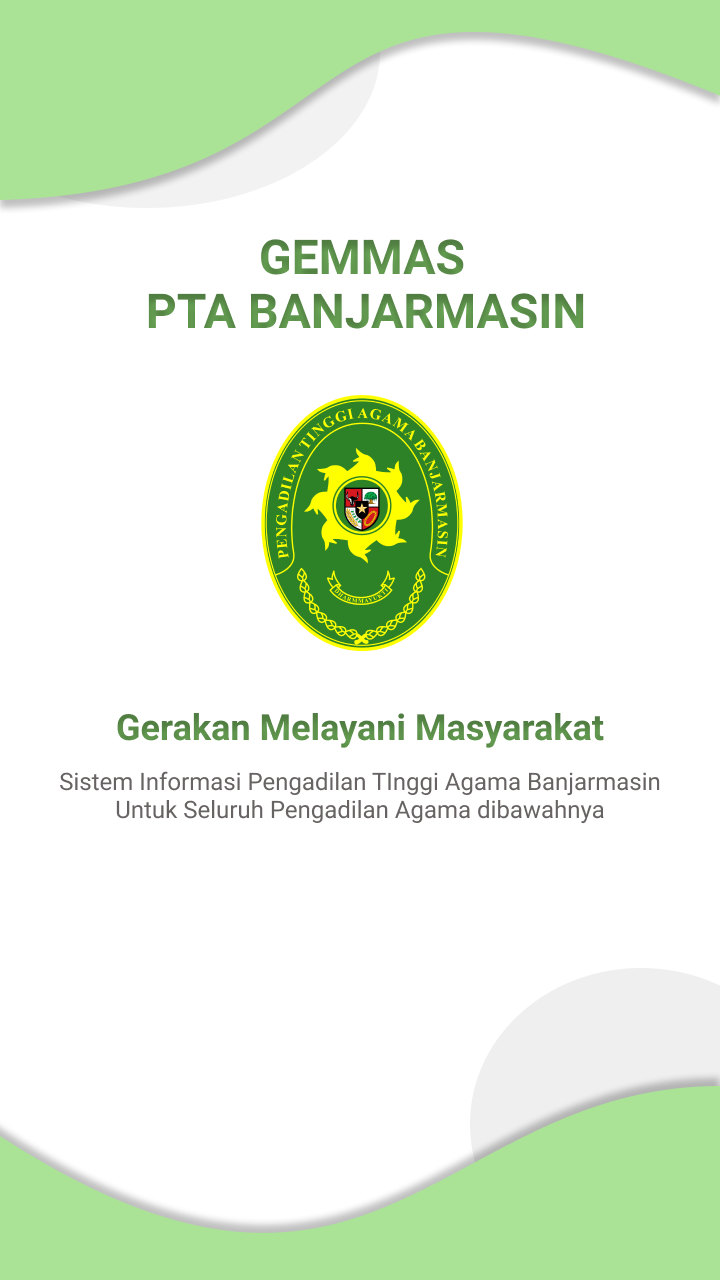 GEMMAS
PTA BANJARMASIN
PENGADILAN TINGGI AGAMA BANJARMASIN
DHARMMAYUKTI
Gerakan Melayani Masyarakat
Sistem Informasi Pengadilan TInggi Agama Banjarmasin
Untuk Seluruh Pengadilan Agama dibawahnya